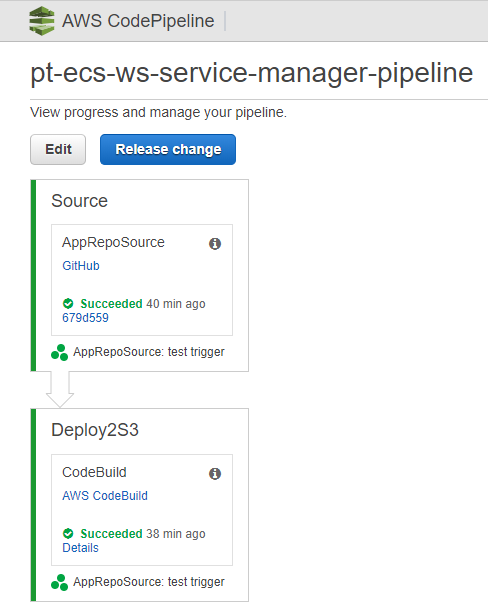 AWS CodePipeline
pt-ecs-ws-service-manager-pipeline
View progress and manage your pipeline.
Edit
Release change
Source
AppRepoSource
GitHub
Succeeded 40 min ago
679d559
AppRepoSource: test trigger
Deploy2S3
CodeBuild
AWS CodeBuild
Succeeded 38 min ago
Details
AppRepoSource: test trigger